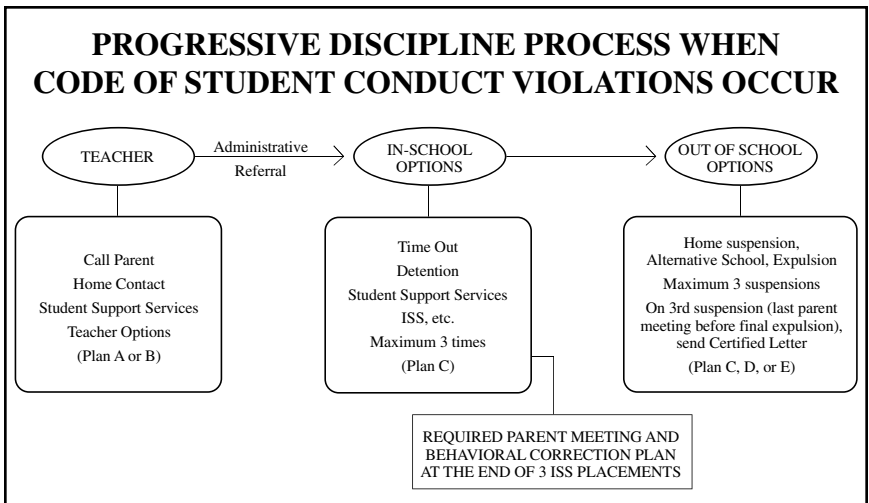 PROGRESSIVE DISCIPLINE PROCESS WHEN
CODE OF STUDENT CONDUCT VIOLATIONS OCCUR
TEACHER
Administrative
Referral
IN-SCHOOL
OPTIONS
OUT OF SCHOOL
OPTIONS
Call Parent
Home Contact
Student Support Services
Teacher Options
(Plan A or B)
Time Out
Detention
Student Support Services
ISS, etc.
Maximum 3 times
(Plan C)
Home suspension,
Alternative School, Expulsion
Maximum 3 suspensions
On 3rd suspension (last parent
meeting before final expulsion),
send Certified Letter
(Plan C, D, or E)
REQUIRED PARENT MEETING AND
BEHAVIORAL CORRECTION PLAN
AT THE END OF 3 ISS PLACEMENTS